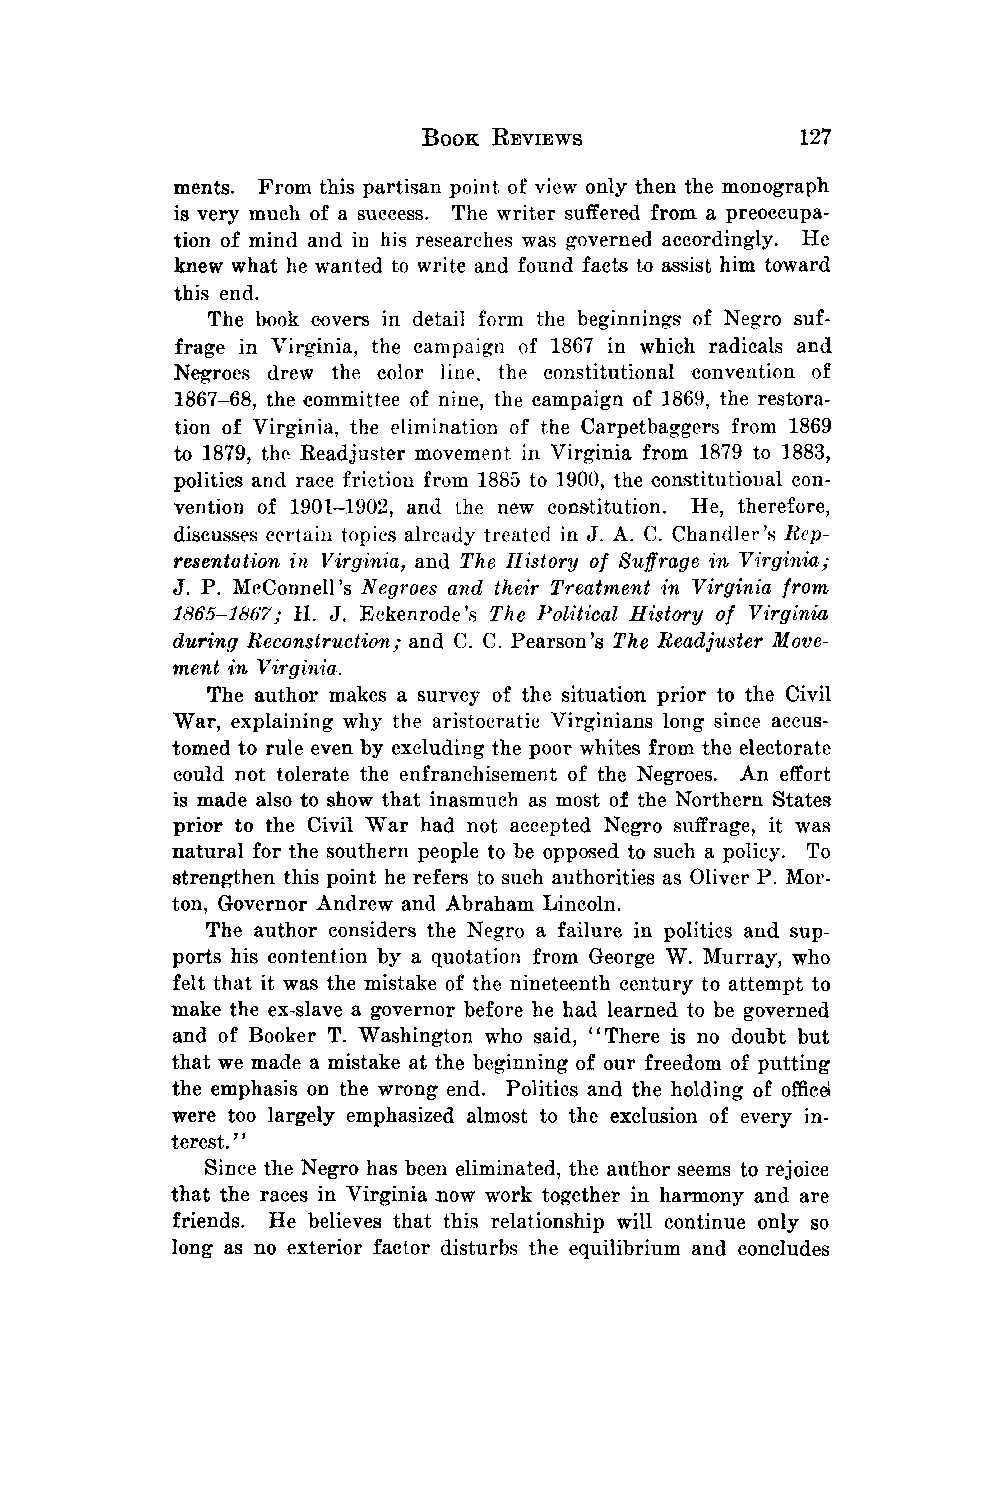 BOOK REVIEWS 127
ments. From this partisan point of view only then the monograph
is very much of a success. The writer suffered from a preoccupa-
tion of mind and in his researches was governed accordingly. He
knew what he wanted to write and found facts to assist him toward
this end.
The book covers in detail form the beginnings of Negro suf-
frage in Virginia, the campaign of 1867 in which radicals and
Negroes drew the color line, the constitutional convention of
1867–68, the committee of nine, the campaign of 1869, the restora-
tion of Virginia, the elimination of the Carpetbaggers from 1869
to 1879, the Readjuster movement in Virginia from 1879 to 1883,
politics and race friction from 1885 to 1900, the constitutional con-
vention of 1901–1902, and the new constitution. He, therefore,
discusses certain topics already treated in J. A. C. Chandler's Rep-
resentation in Virginia, and The History of Suffrage in Virginia;
J. P. McConnell's Negroes and their Treatment in Virginia from
1865–1867; H. J. Eckenrode's The Political History of Virginia
during Reconstruction; and C. C. Pearson's The Readjuster Move-
ment in Virginia.
The author makes a survey of the situation prior to the Civil
War, explaining why the aristocratic Virginians long since accus-
tomed to rule even by excluding the poor whites from the electorate
could not tolerate the enfranchisement of the Negroes. An effort
is made also to show that inasmuch as most of the Northern States
prior to the Civil War had not accepted Negro suffrage, it was
natural for the southern people to be opposed to such a policy. To
strengthen this point he refers to such authorities as Oliver P. Mor-
ton, Governor Andrew and Abraham Lincoln.
The author considers the Negro a failure in politics and sup-
ports his contention by a quotation from George W. Murray, who
felt that it was the mistake of the nineteenth century to attempt to
make the ex-slave a governor before he had learned to be governed
and of Booker T. Washington who said, "There is no doubt but
that we made a mistake at the beginning of our freedom of putting
the emphasis on the wrong end. Politics and the holding of office
were too largely emphasized almost to the exclusion of every in-
terest."
Since the Negro has been eliminated, the author seems to rejoice
that the races in Virginia now work together in harmony and are
friends. He believes that this relationship will continue only so
long as no exterior factor disturbs the equilibrium and concludes